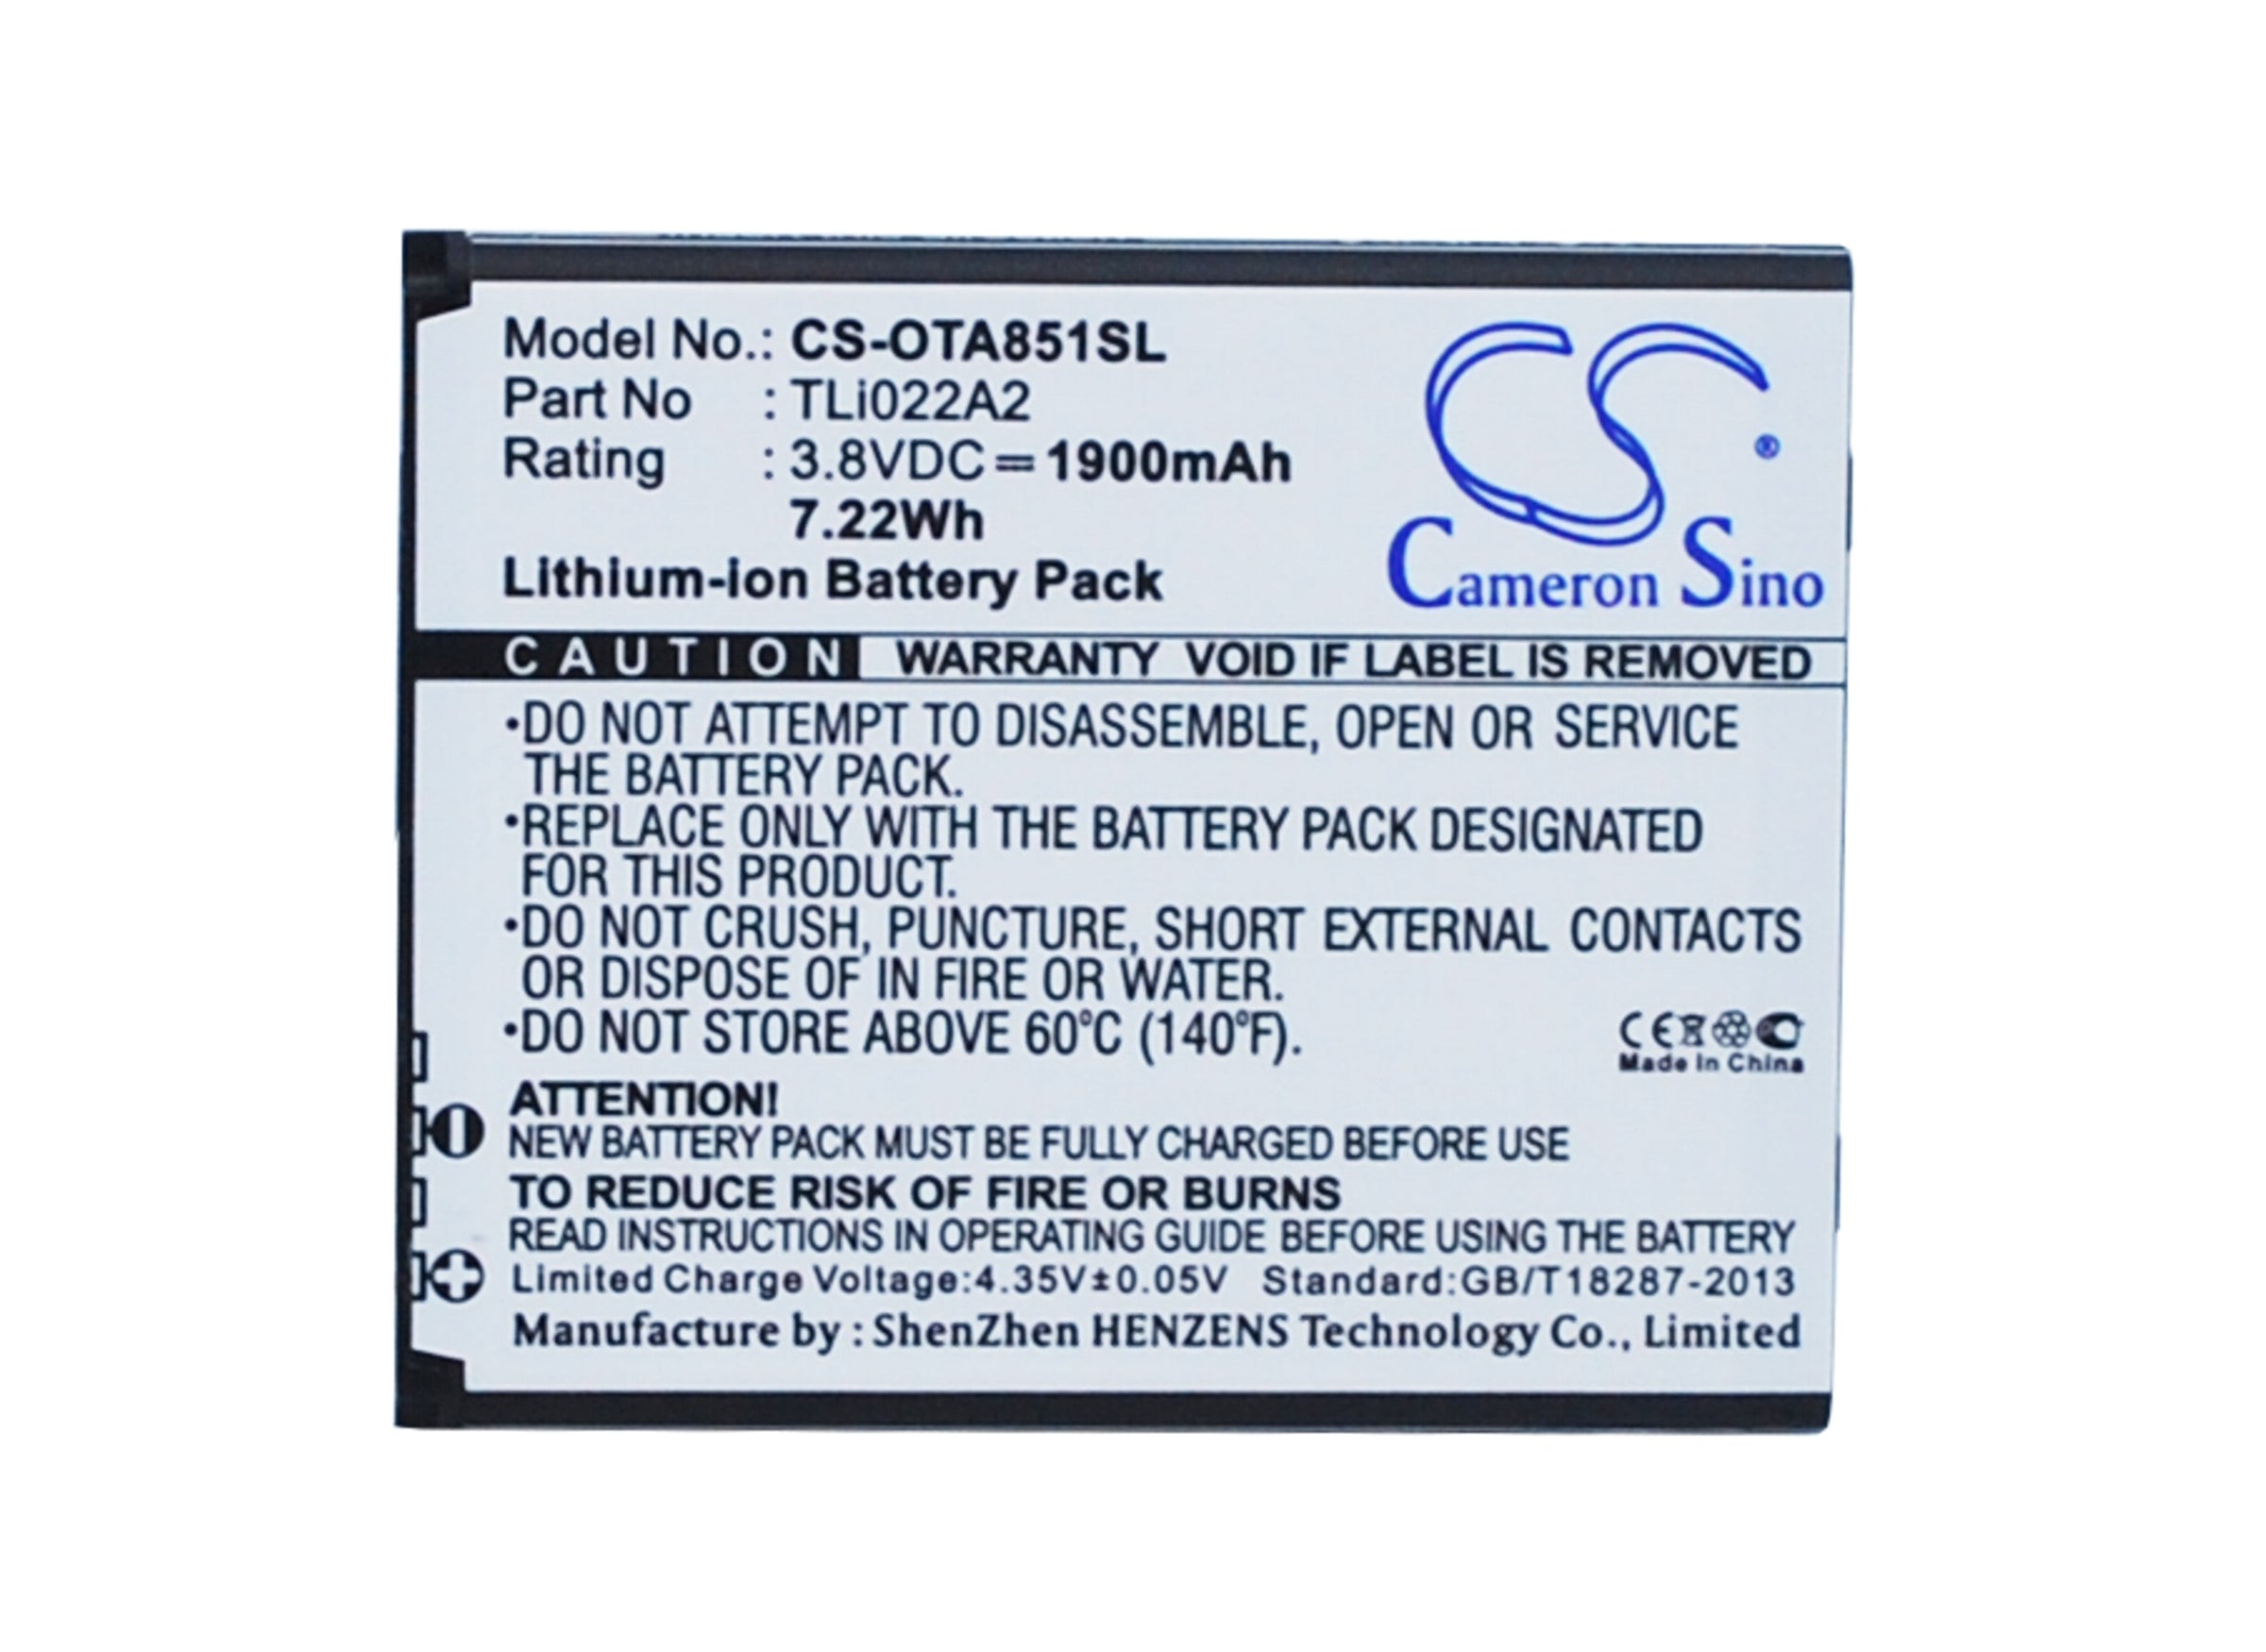 Model No.: CS-OTA851SL
Part No : TLi022A2
Rating : 3.8VDC = 1900mAh
7.22Wh
Lithium-ion Battery Pack
CS ®
Cameron Sino
CAUTION WARRANTY VOID IF LABEL IS REMOVED
•DO NOT ATTEMPT TO DISASSEMBLE, OPEN OR SERVICE
THE BATTERY PACK.
•REPLACE ONLY WITH THE BATTERY PACK DESIGNATED
FOR THIS PRODUCT.
•DO NOT CRUSH, PUNCTURE, SHORT EXTERNAL CONTACTS
OR DISPOSE OF IN FIRE OR WATER.
•DO NOT STORE ABOVE 60°C (140°F).
CE
Made In China
ATTENTION!
NEW BATTERY PACK MUST BE FULLY CHARGED BEFORE USE
TO REDUCE RISK OF FIRE OR BURNS
READ INSTRUCTIONS IN OPERATING GUIDE BEFORE USING THE BATTERY
Limited Charge Voltage:4.35V±0.05V Standard:GB/T18287-2013
Manufacture by : ShenZhen HENZENS Technology Co., Limited